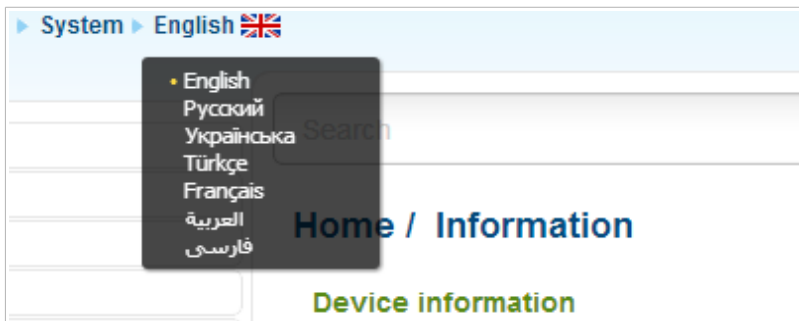 System English
English
Русский
Українська
Türkçe
Français
العربية
فارسی
Search
Home / Information
Device information